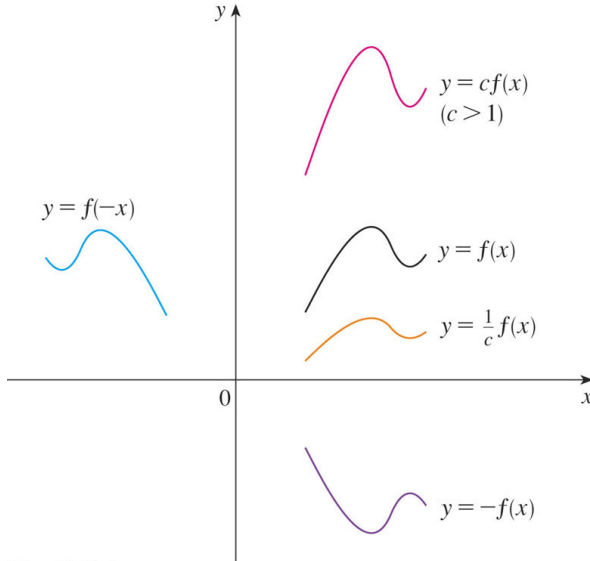 y
y = cf(x)
(c > 1)
y = f(−x)
y = f(x)
y = 1/c f(x)
0
x
y = −f(x)